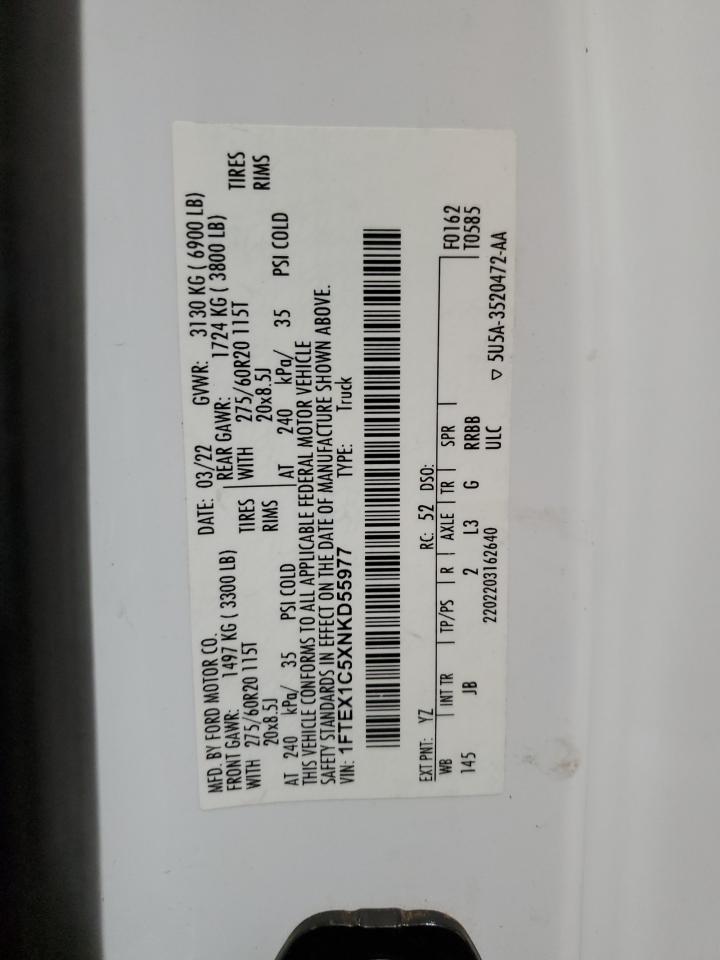 MFD. BY FORD MOTOR CO. DATE: 03/22 GVWR: 3130 KG ( 6900 LB)
FRONT GAWR: 1497 KG ( 3300 LB) REAR GAWR: 1724 KG ( 3800 LB)
WITH 275/60R20 115T TIRES WITH 275/60R20 115T TIRES
20x8.5J RIMS 20x8.5J RIMS
AT 240 kPa/ 35 PSI COLD AT 240 kPa/ 35 PSI COLD
THIS VEHICLE CONFORMS TO ALL APPLICABLE FEDERAL MOTOR VEHICLE
SAFETY STANDARDS IN EFFECT ON THE DATE OF MANUFACTURE SHOWN ABOVE.
VIN: 1FTEX1C5XNKD55977 TYPE: Truck
EXT PNT: YZ RC: 52 DSO: F0162
WB INT TR TP/PS R AXLE TR SPR T0585
145 JB 2 L3 G RRBB
2202203162640 ULC ▽ 5U5A-3520472-AA